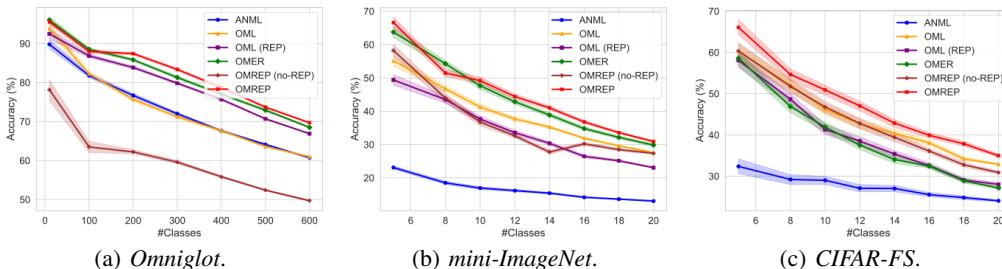 ANML
OML
OML (REP)
OMER
OMREP (no-REP)
OMREP
Accuracy (%)
90
80
70
60
50
0
100
200
300
400
500
600
#Classes
(a) Omniglot.
ANML
OML
OML (REP)
OMER
OMREP (no-REP)
OMREP
Accuracy (%)
70
60
50
40
30
20
6
8
10
12
14
16
18
20
#Classes
(b) mini-ImageNet.
ANML
OML
OML (REP)
OMER
OMREP (no-REP)
OMREP
Accuracy (%)
70
60
50
40
30
6
8
10
12
14
16
18
20
#Classes
(c) CIFAR-FS.